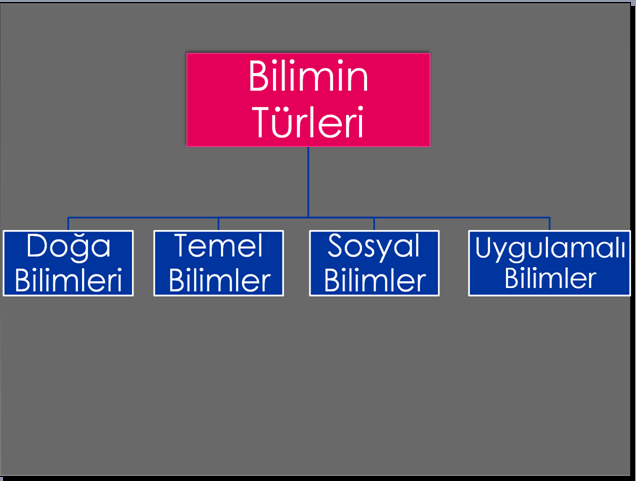 Bilimin
Türleri
Doğa
Bilimleri
Temel
Bilimler
Sosyal
Bilimler
Uygulamalı
Bilimler